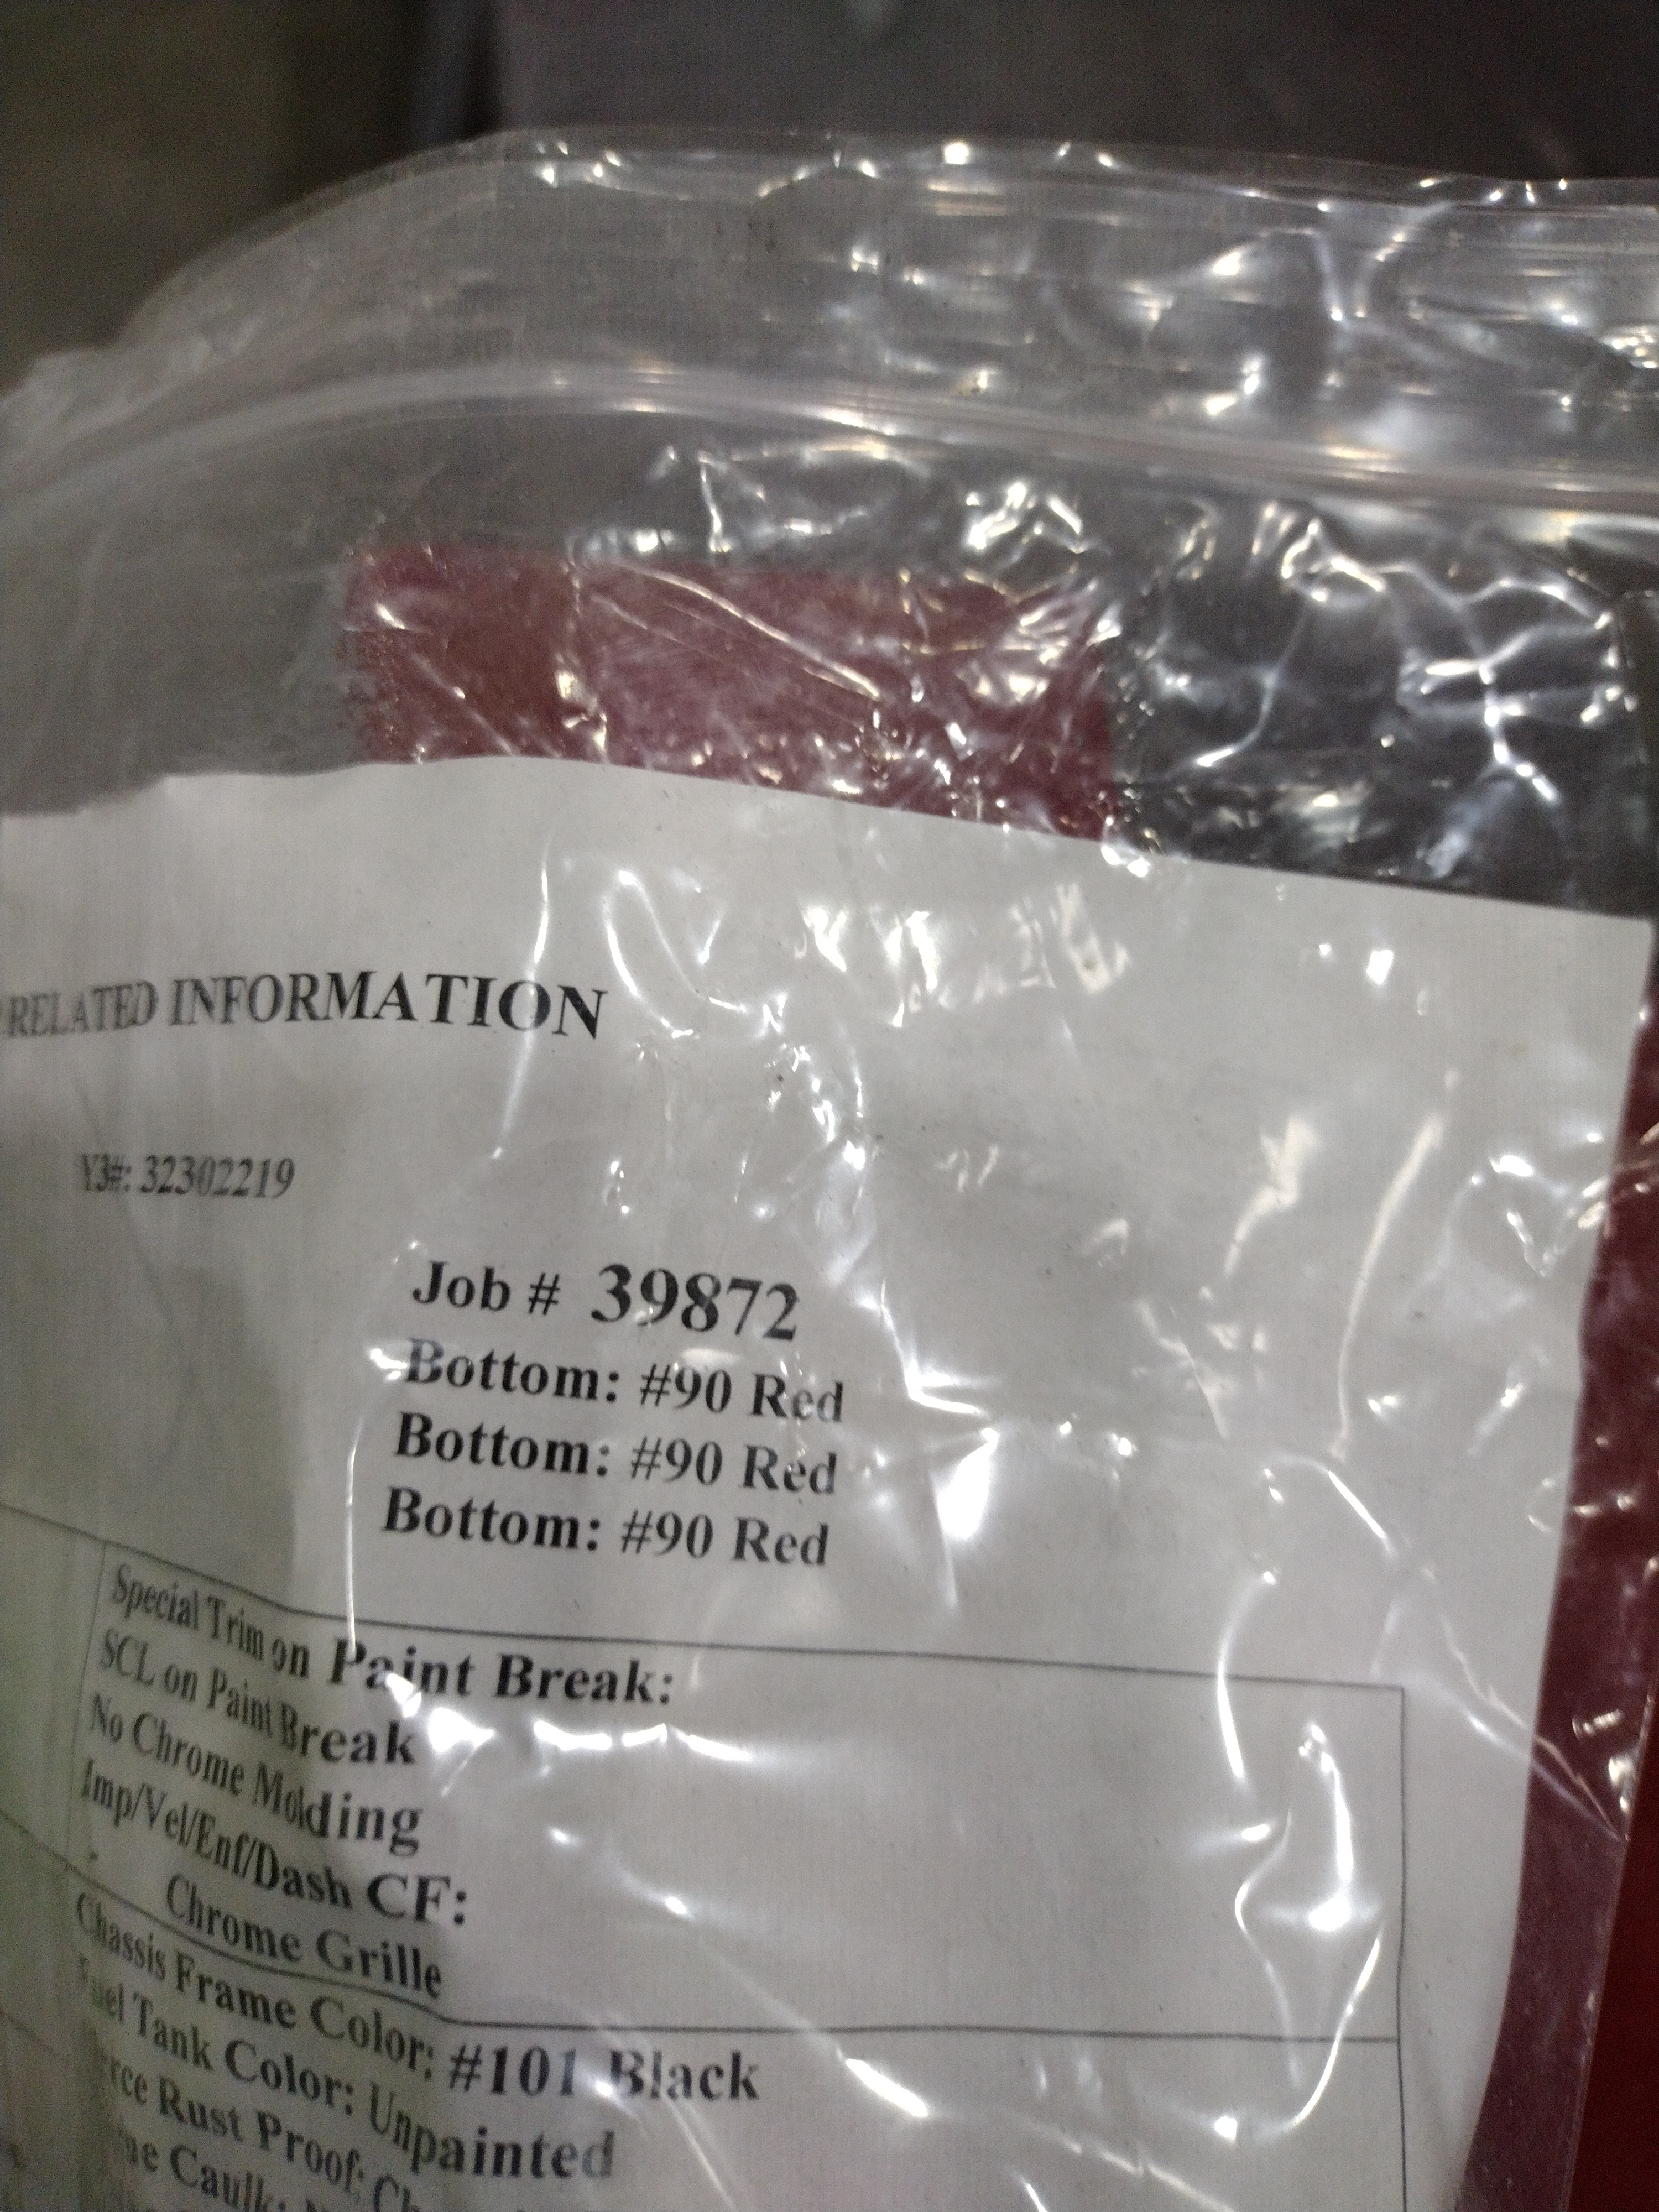 RELATED INFORMATION
Y3#: 32302219
Job # 39872
Bottom: #90 Red
Bottom: #90 Red
Bottom: #90 Red
Special Trim on Paint Break:
SCL on Paint Break
No Chrome Molding
Imp/Vel/Enf/Dash CF:
Chrome Grille
Chassis Frame Color: #101 Black
Fuel Tank Color: Unpainted
Rust Proof:
Caulk: